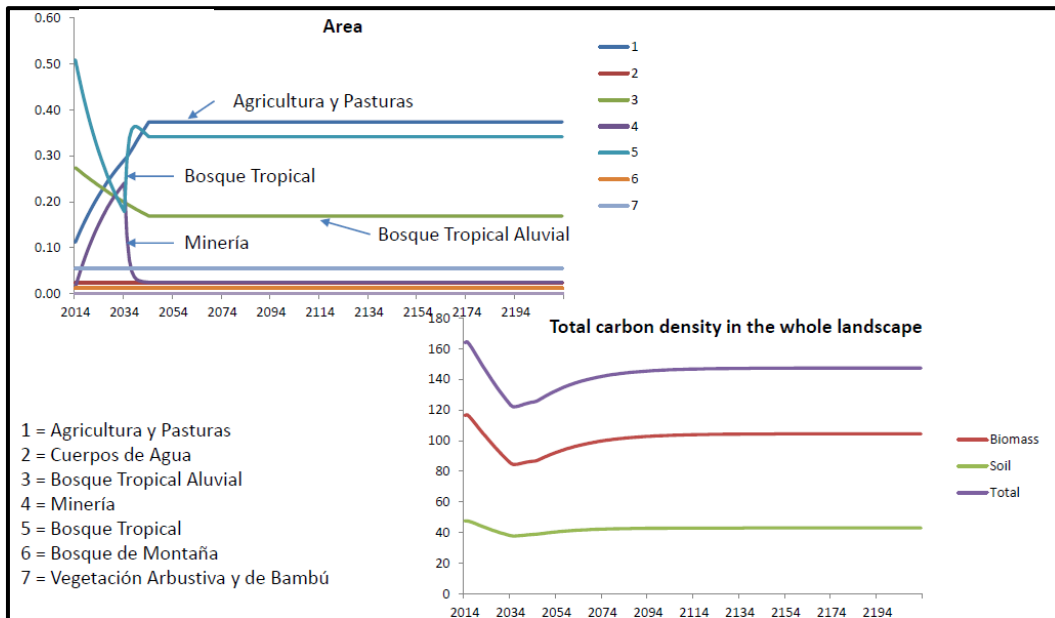 Area
0.60
0.50
0.40
0.30
0.20
0.10
0.00
2014 2034 2054 2074 2094 2114 2134 2154 2174 2194
Agricultura y Pasturas
Bosque Tropical
Bosque Tropical Aluvial
Minería
1
2
3
4
5
6
7
Total carbon density in the whole landscape
180
160
140
120
100
80
60
40
20
0
2014 2034 2054 2074 2094 2114 2134 2154 2174 2194
Biomass
Soil
Total
1 = Agricultura y Pasturas
2 = Cuerpos de Agua
3 = Bosque Tropical Aluvial
4 = Minería
5 = Bosque Tropical
6 = Bosque de Montaña
7 = Vegetación Arbustiva y de Bambú